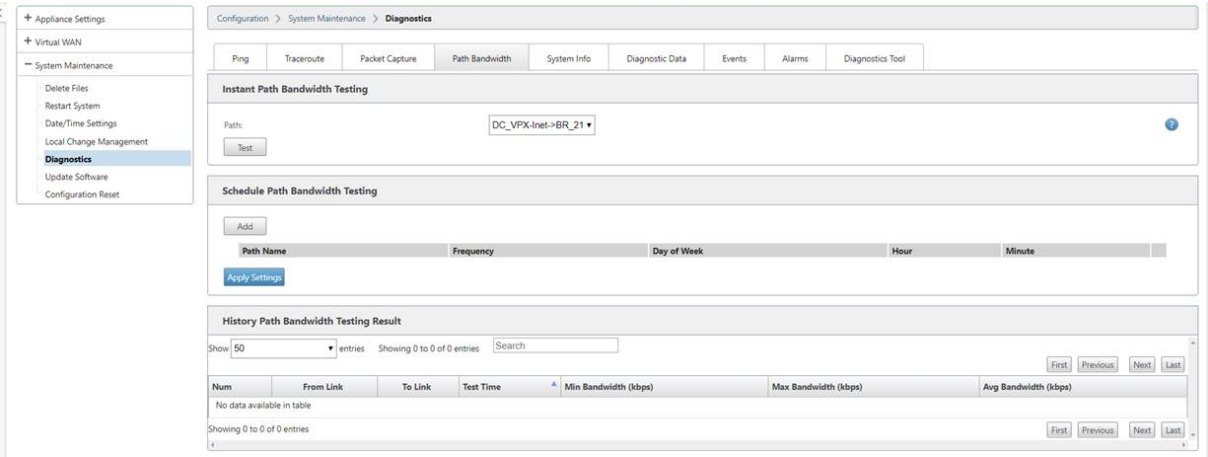 + Appliance Settings
+ Virtual WAN
− System Maintenance
Delete Files
Restart System
Date/Time Settings
Local Change Management
Diagnostics
Update Software
Configuration Reset
Configuration > System Maintenance > Diagnostics
Ping Traceroute Packet Capture Path Bandwidth System Info Diagnostic Data Events Alarms Diagnostics Tool
Instant Path Bandwidth Testing
Path: DC_VPX-Inet->BR_21 ?
Test
Schedule Path Bandwidth Testing
Add
Path Name Frequency Day of Week Hour Minute
Apply Settings
History Path Bandwidth Testing Result
Show 50 entries Showing 0 to 0 of 0 entries Search
First Previous Next Last
Num From Link To Link Test Time Min Bandwidth (kbps) Max Bandwidth (kbps) Avg Bandwidth (kbps)
No data available in table
Showing 0 to 0 of 0 entries First Previous Next Last